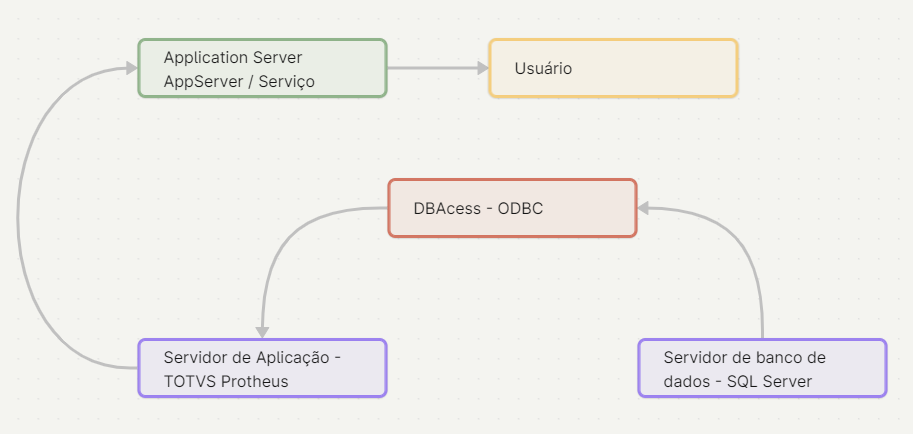 Application Server
AppServer / Serviço
Usuário
DBAcess - ODBC
Servidor de Aplicação -
TOTVS Protheus
Servidor de banco de
dados - SQL Server